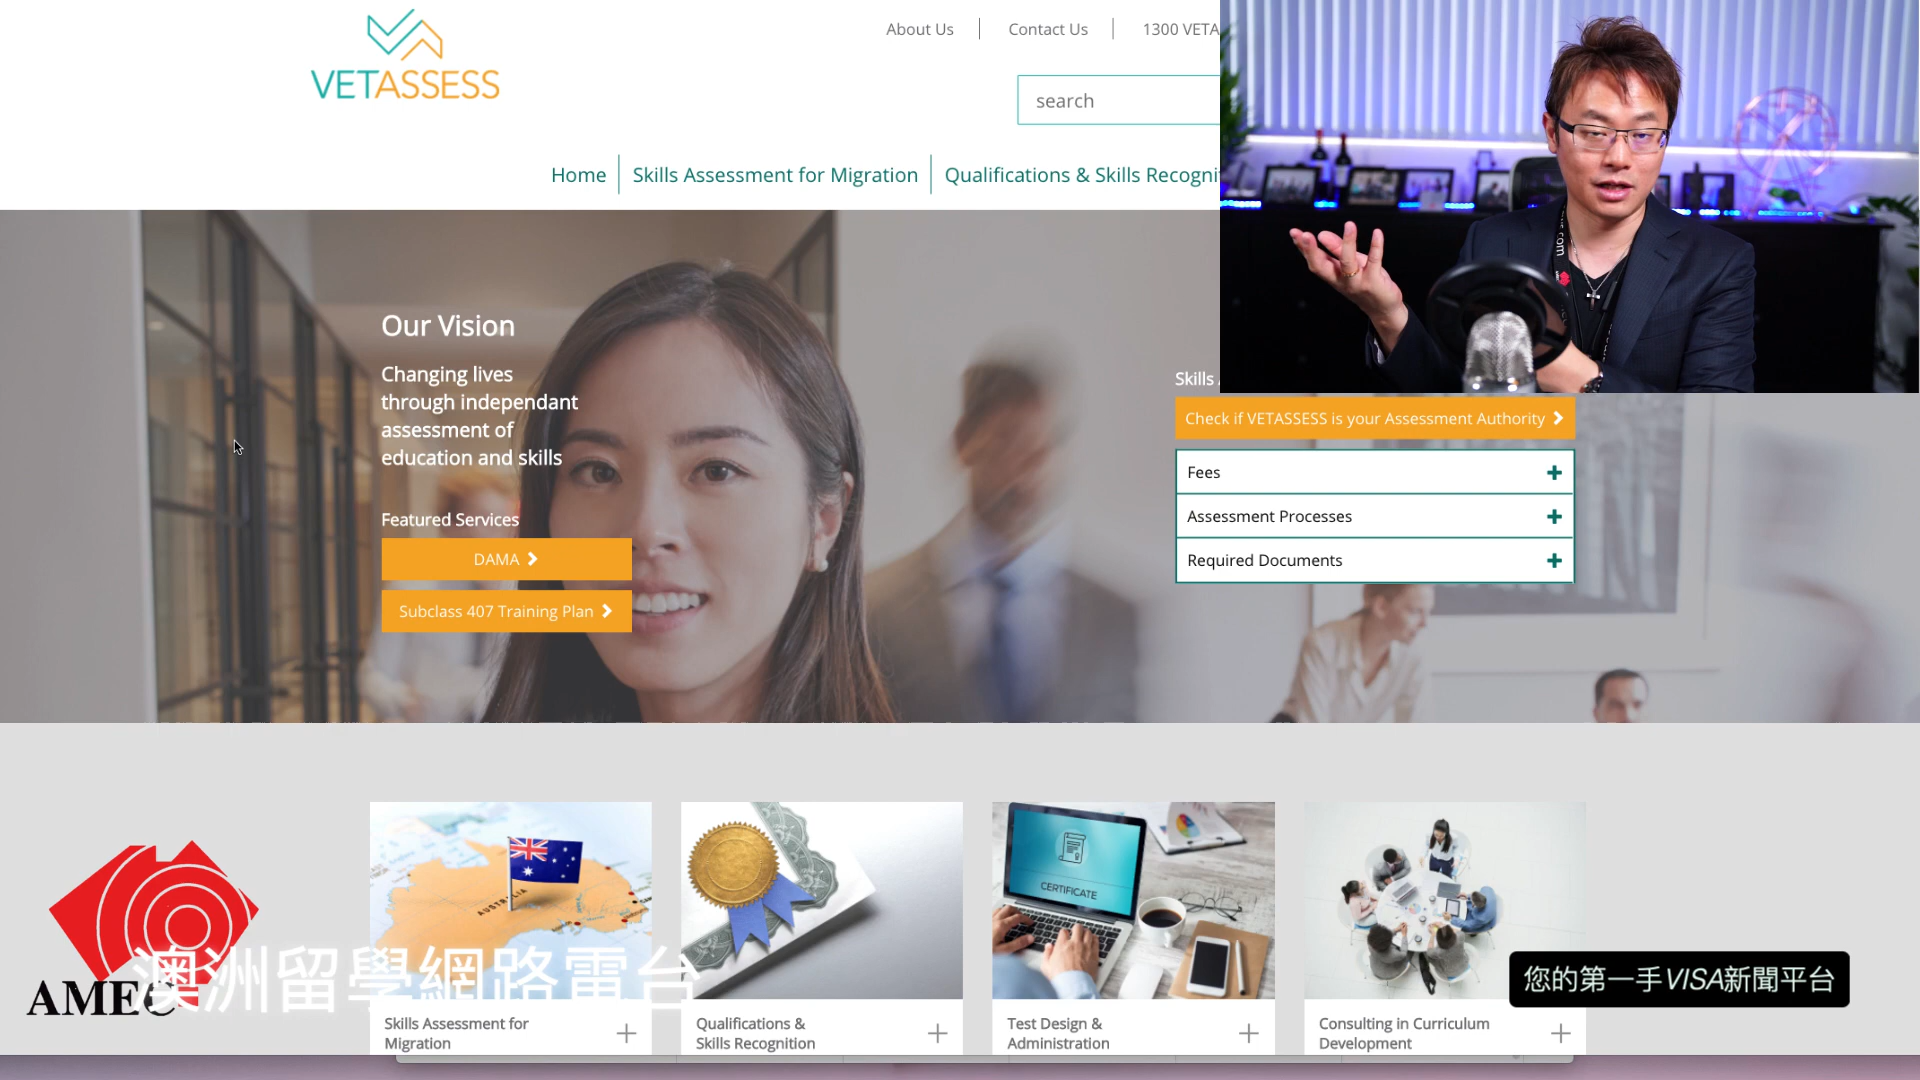 VETASSESS
About Us
Contact Us
1300 VETA
search
Home
Skills Assessment for Migration
Qualifications & Skills Recogni
Our Vision
Changing lives
through independant
assessment of
education and skills
Featured Services
DAMA
Subclass 407 Training Plan
Skills
Check if VETASSESS is your Assessment Authority
Fees
Assessment Processes
Required Documents
AUSTRALIA
CERTIFICATE
AMEC
澳洲留學網路電台
您的第一手VISA新聞平台
Skills Assessment for
Migration
Qualifications &
Skills Recognition
Test Design &
Administration
Consulting in Curriculum
Development